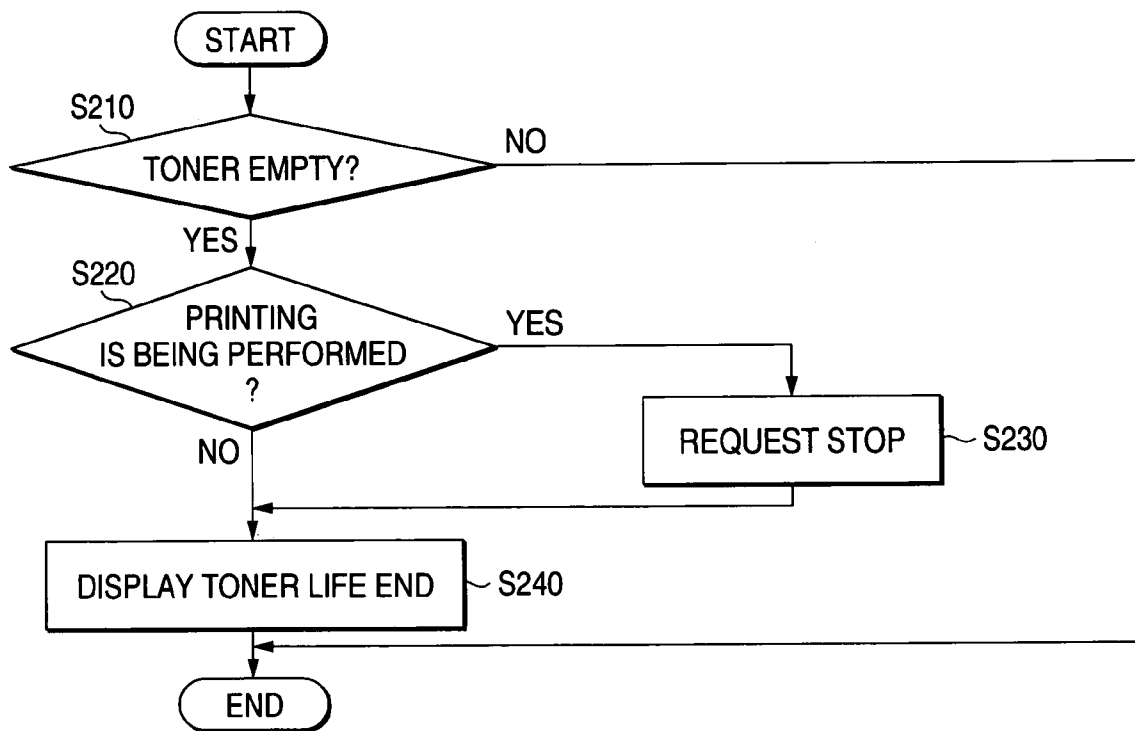 START
S210
TONER EMPTY?
NO
YES
S220
PRINTING
IS BEING PERFORMED
?
YES
NO
REQUEST STOP
S230
DISPLAY TONER LIFE END
S240
END